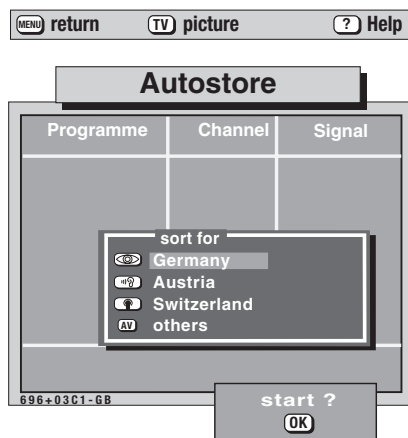 MENU return TV picture ? Help
Autostore
Programme Channel Signal
sort for
Germany
Austria
Switzerland
AV others
696+03C1-GB
start ?
OK